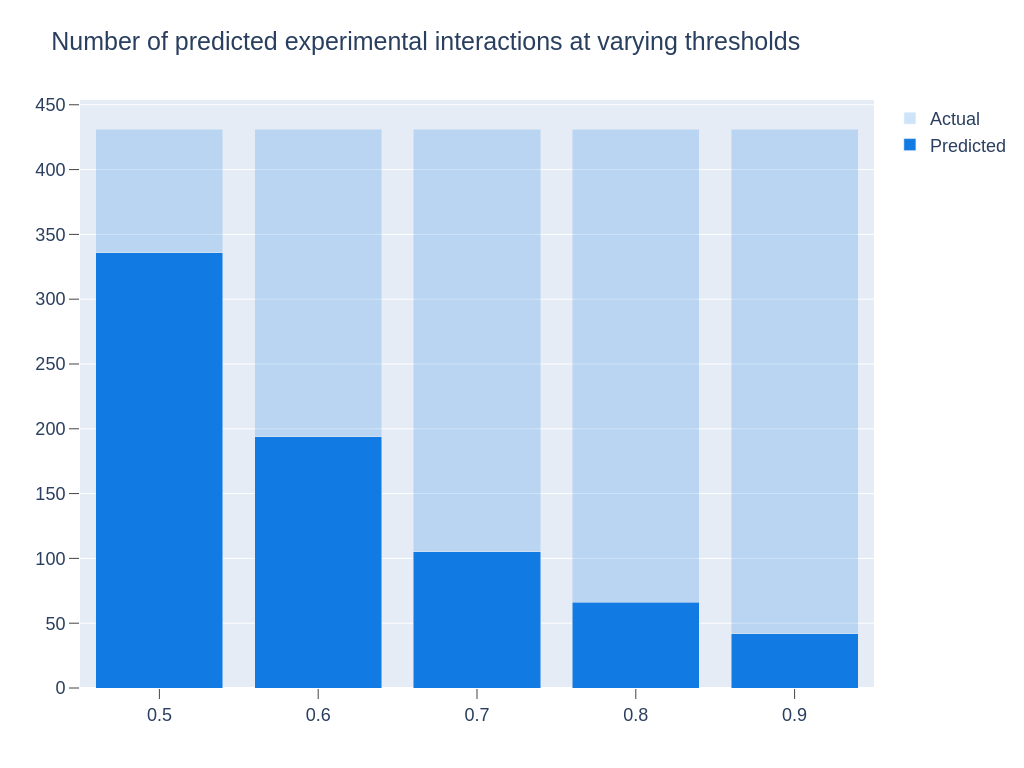 Number of predicted experimental interactions at varying thresholds
450
400
350
300
250
200
150
100
50
0
0.5 0.6 0.7 0.8 0.9
Actual
Predicted